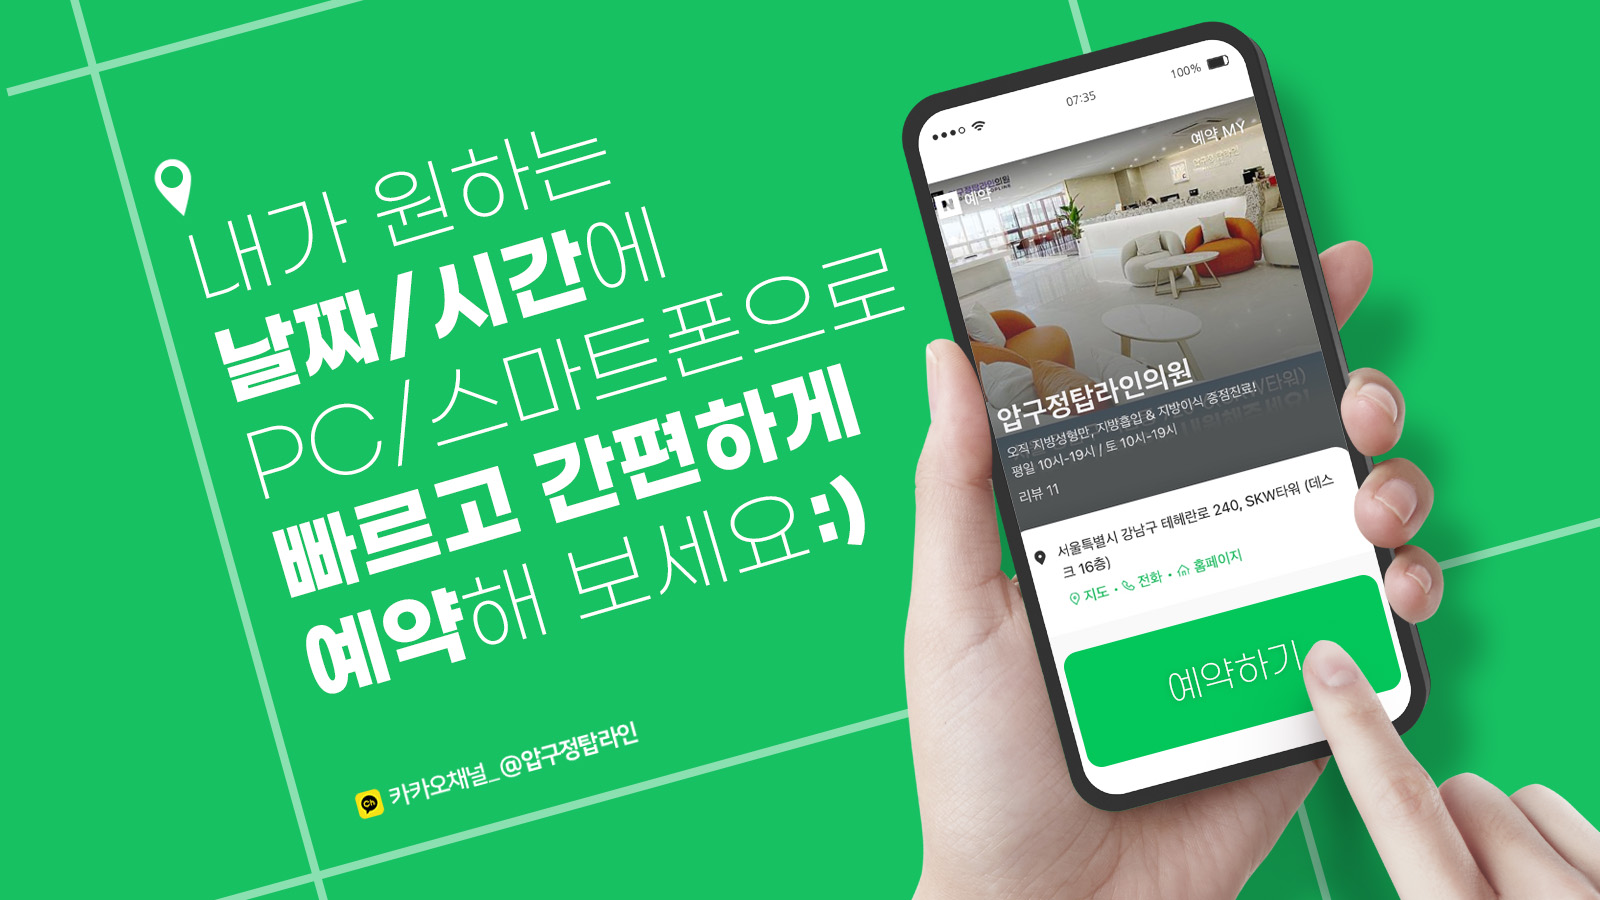 내가 원하는
날짜/시간에
PC/스마트폰으로
빠르고 간편하게
예약해 보세요:)
Ch 카카오채널_@압구정탑라인
100%
07:35
예약 MY
N 예약
압구정탑라인의원
오직 지방성형만, 지방흡입 & 지방이식 중점진료!
평일 10시-19시 / 토 10시-19시
리뷰 11
서울특별시 강남구 테헤란로 240, SKW타워 (데스
크 16층)
지도 · 전화 · 홈페이지
예약하기